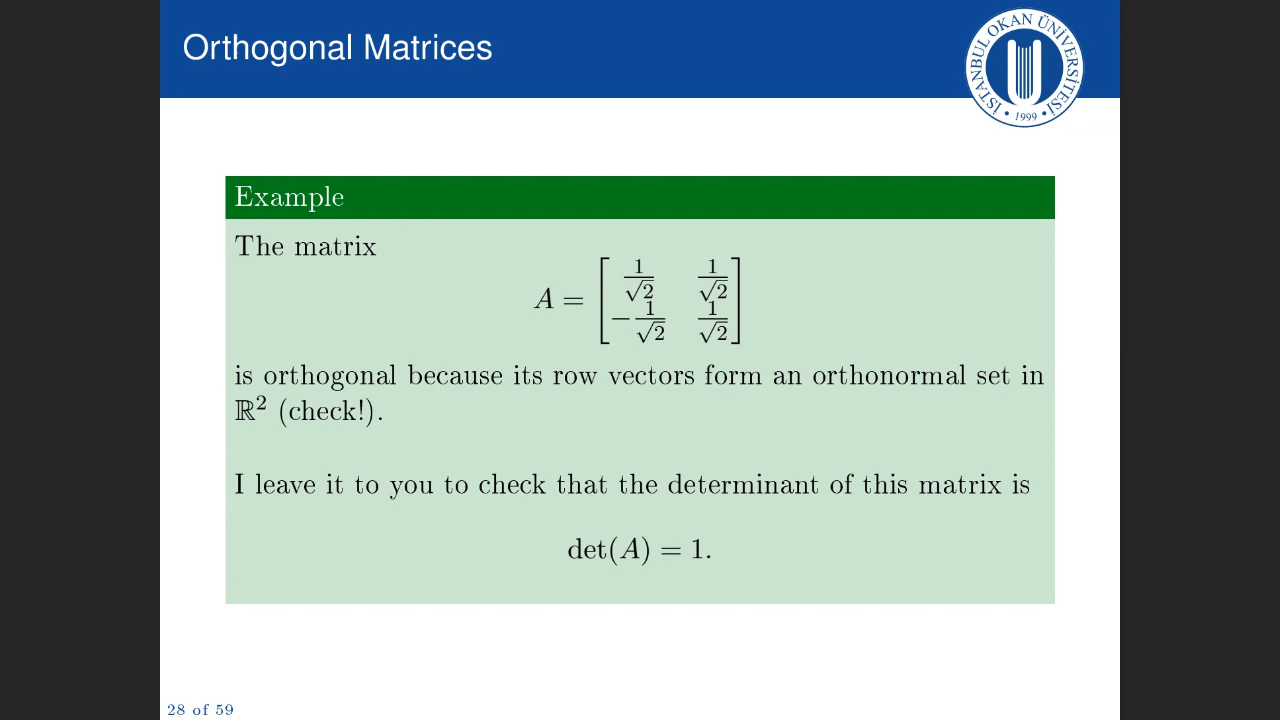 Orthogonal Matrices
İSTANBUL OKAN ÜNİVERSİTESİ
1999
Example
The matrix
A = [ 1/√2 1/√2
-1/√2 1/√2 ]
is orthogonal because its row vectors form an orthonormal set in
ℝ² (check!).
I leave it to you to check that the determinant of this matrix is
det(A) = 1.
28 of 59